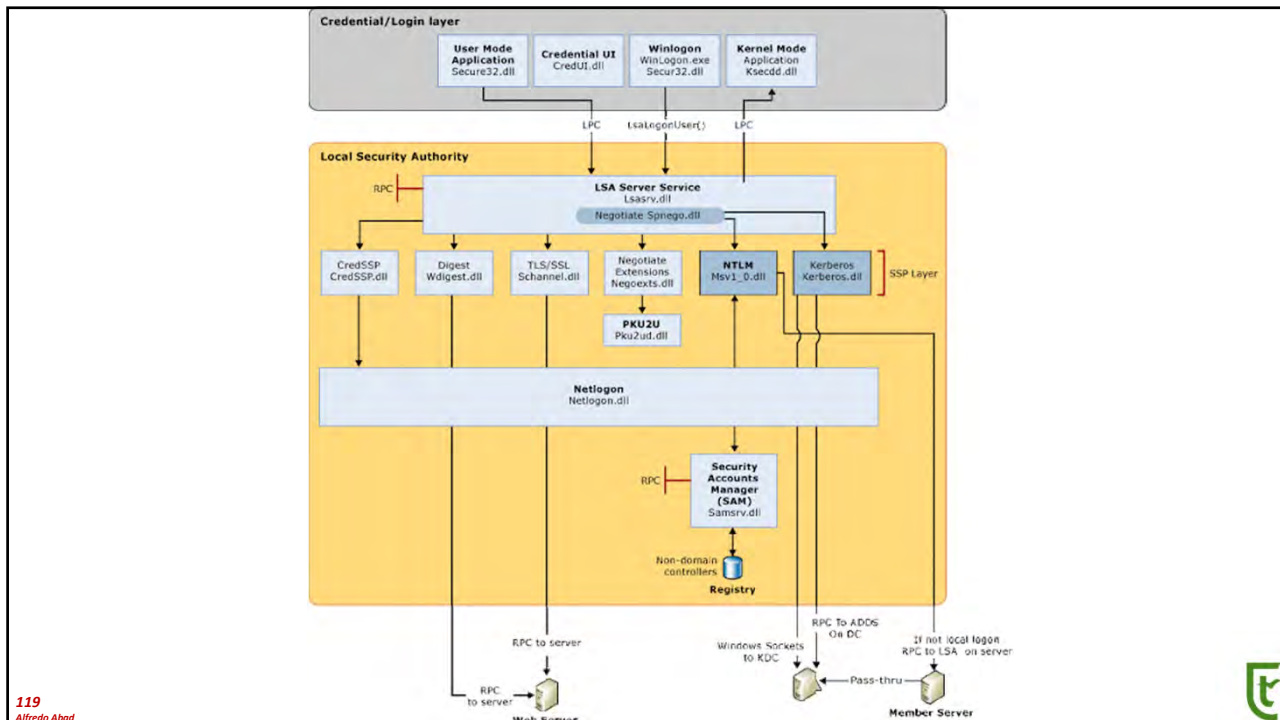 Credential/Login layer
User Mode
Application
Secure32.dll
Credential UI
CredUI.dll
Winlogon
WinLogon.exe
Secur32.dll
Kernel Mode
Application
Ksecdd.dll
LPC
LsaLogonUser()
LPC
Local Security Authority
RPC
LSA Server Service
Lsasrv.dll
Negotiate Spnego.dll
CredSSP
CredSSP.dll
Digest
Wdigest.dll
TLS/SSL
Schannel.dll
Negotiate
Extensions
Negoexts.dll
NTLM
Msv1_0.dll
Kerberos
Kerberos.dll
SSP Layer
PKU2U
Pku2ud.dll
Netlogon
Netlogon.dll
RPC
Security
Accounts
Manager
(SAM)
Samsrv.dll
Non-domain
controllers
Registry
RPC to server
Windows Sockets
to KDC
RPC To ADDS
On DC
If not local logon
RPC to LSA on server
RPC
to server
Pass-thru
Web Server
Member Server
119
Alfredo Abad